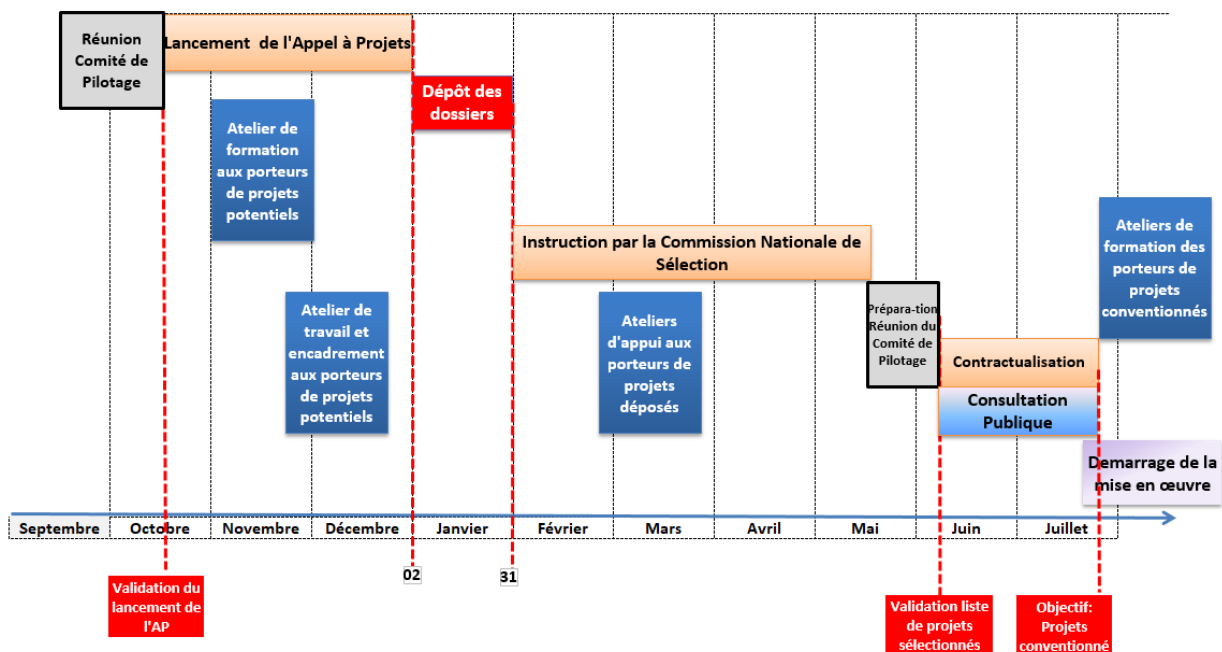 Réunion
Comité de
Pilotage
Lancement de l'Appel à Projets
Dépôt des
dossiers
Atelier de
formation
aux porteurs
de projets
potentiels
Ateliers de
formation des
porteurs de
projets
conventionnés
Instruction par la Commission Nationale de
Sélection
Atelier de
travail et
encadrement
aux porteurs
de projets
potentiels
Ateliers
d'appui aux
porteurs de
projets
déposés
Prépara-tion
Réunion du
Comité de
Pilotage
Contractualisation
Consultation
Publique
Demarrage de la
mise en œuvre
Septembre Octobre Novembre Décembre Janvier Février Mars Avril Mai Juin Juillet
02
31
Validation du
lancement de
l'AP
Validation liste
de projets
sélectionnés
Objectif:
Projets
conventionné